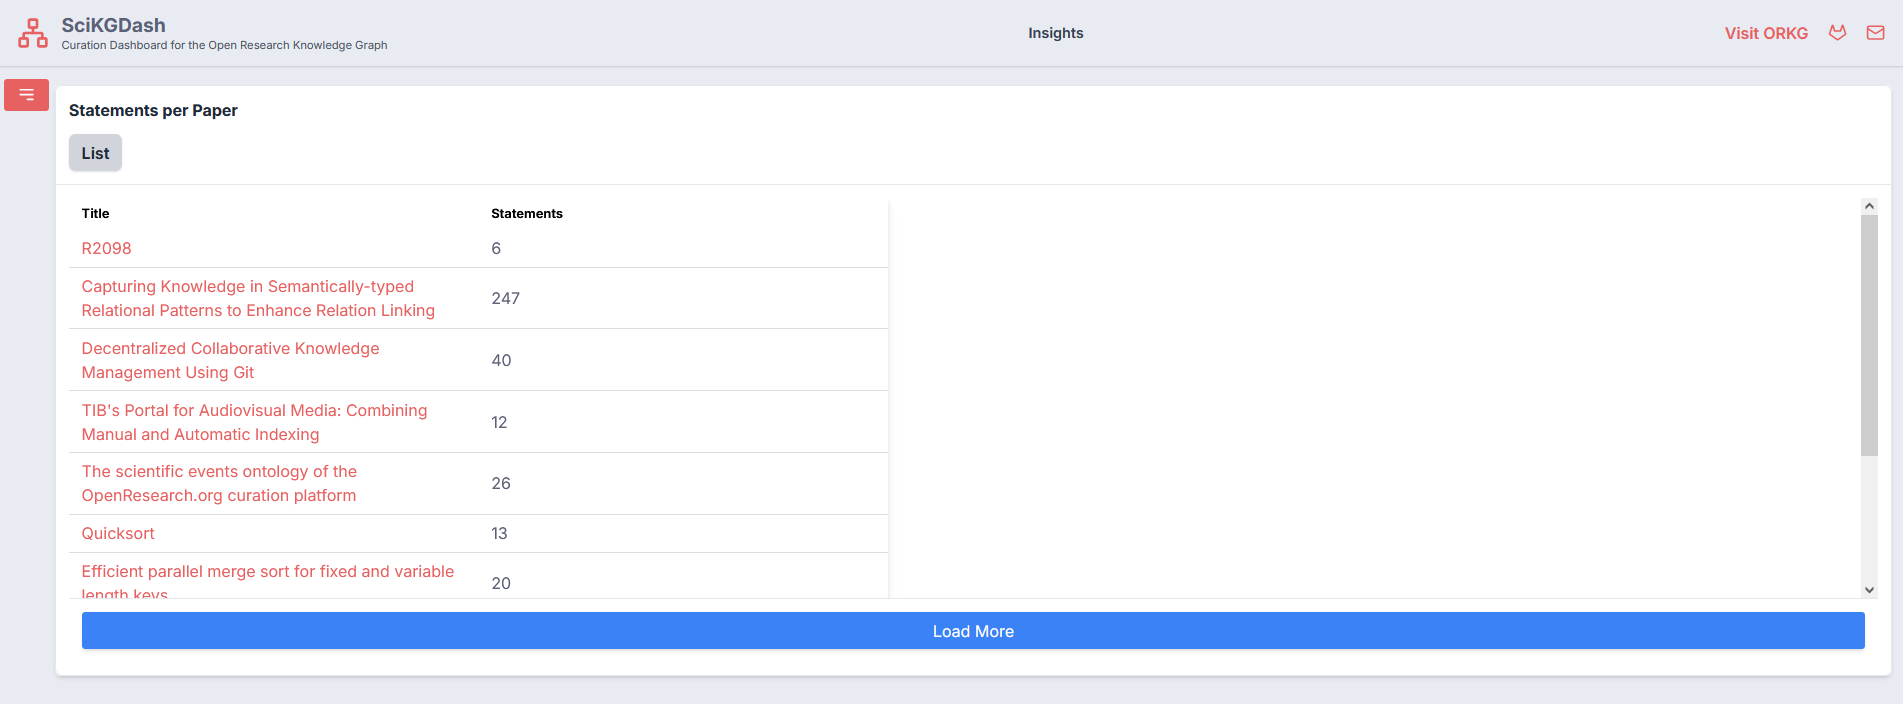 SciKGDash
Curation Dashboard for the Open Research Knowledge Graph
Insights
Visit ORKG
Statements per Paper
List
Title Statements
R2098 6
Capturing Knowledge in Semantically-typed
Relational Patterns to Enhance Relation Linking
247
Decentralized Collaborative Knowledge
Management Using Git
40
TIB's Portal for Audiovisual Media: Combining
Manual and Automatic Indexing
12
The scientific events ontology of the
OpenResearch.org curation platform
26
Quicksort 13
Efficient parallel merge sort for fixed and variable
length keys
20
Load More